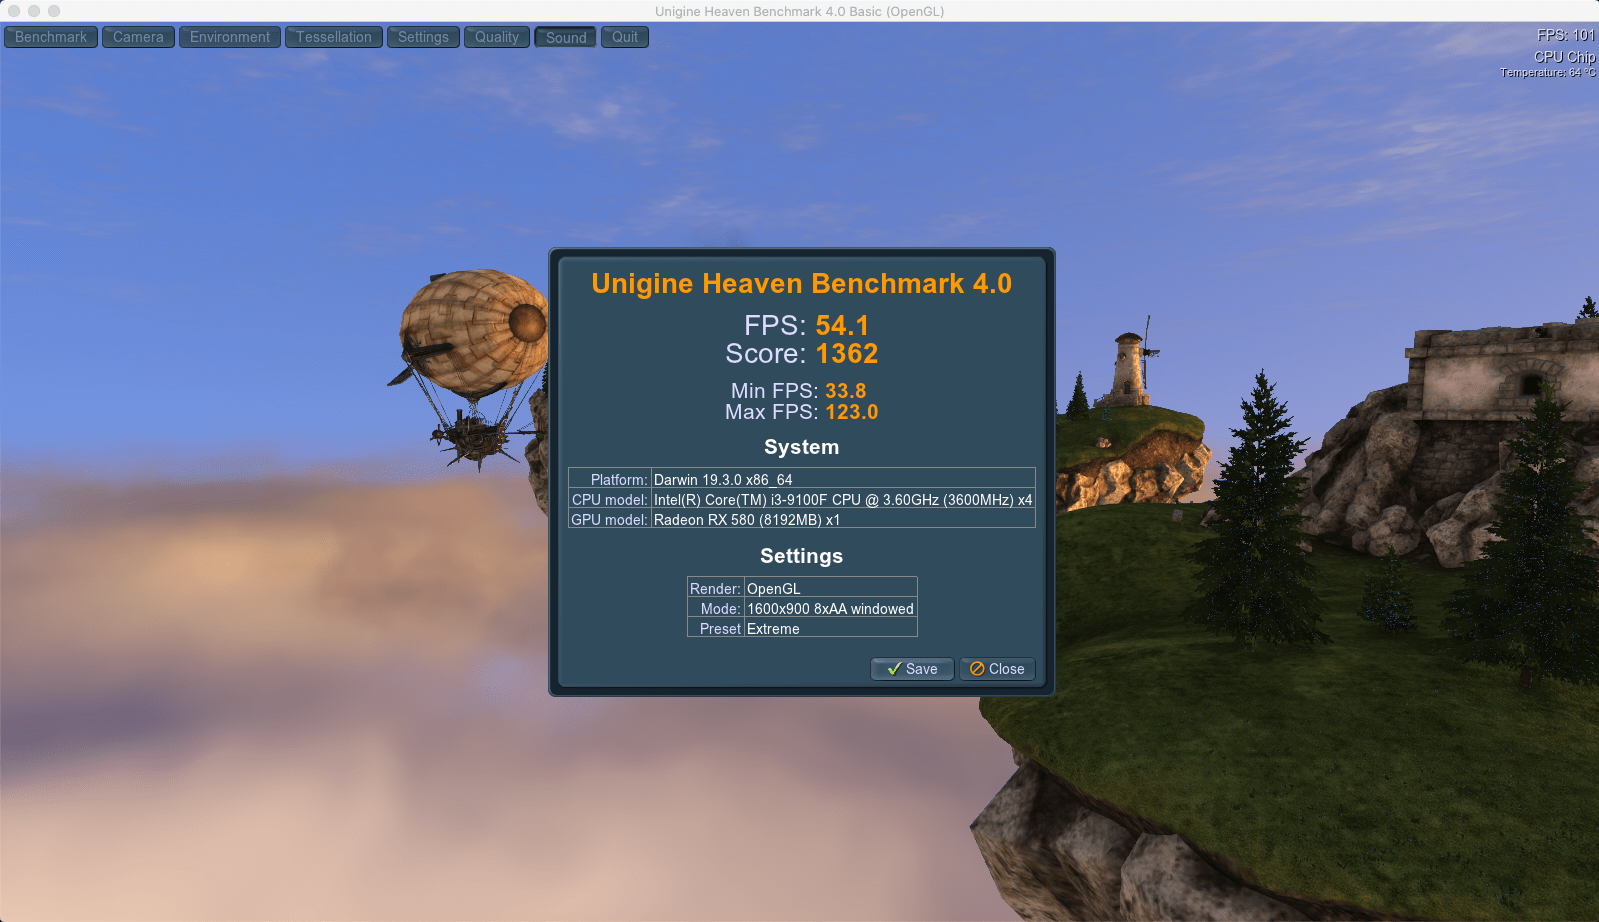 Unigine Heaven Benchmark 4.0 Basic (OpenGL)
Benchmark Camera Environment Tessellation Settings Quality Sound Quit
FPS: 101
CPU Chip
Temperature: 64 °C
Unigine Heaven Benchmark 4.0
FPS: 54.1
Score: 1362
Min FPS: 33.8
Max FPS: 123.0
System
Platform: Darwin 19.3.0 x86_64
CPU model: Intel(R) Core(TM) i3-9100F CPU @ 3.60GHz (3600MHz) x4
GPU model: Radeon RX 580 (8192MB) x1
Settings
Render: OpenGL
Mode: 1600x900 8xAA windowed
Preset Extreme
Save Close